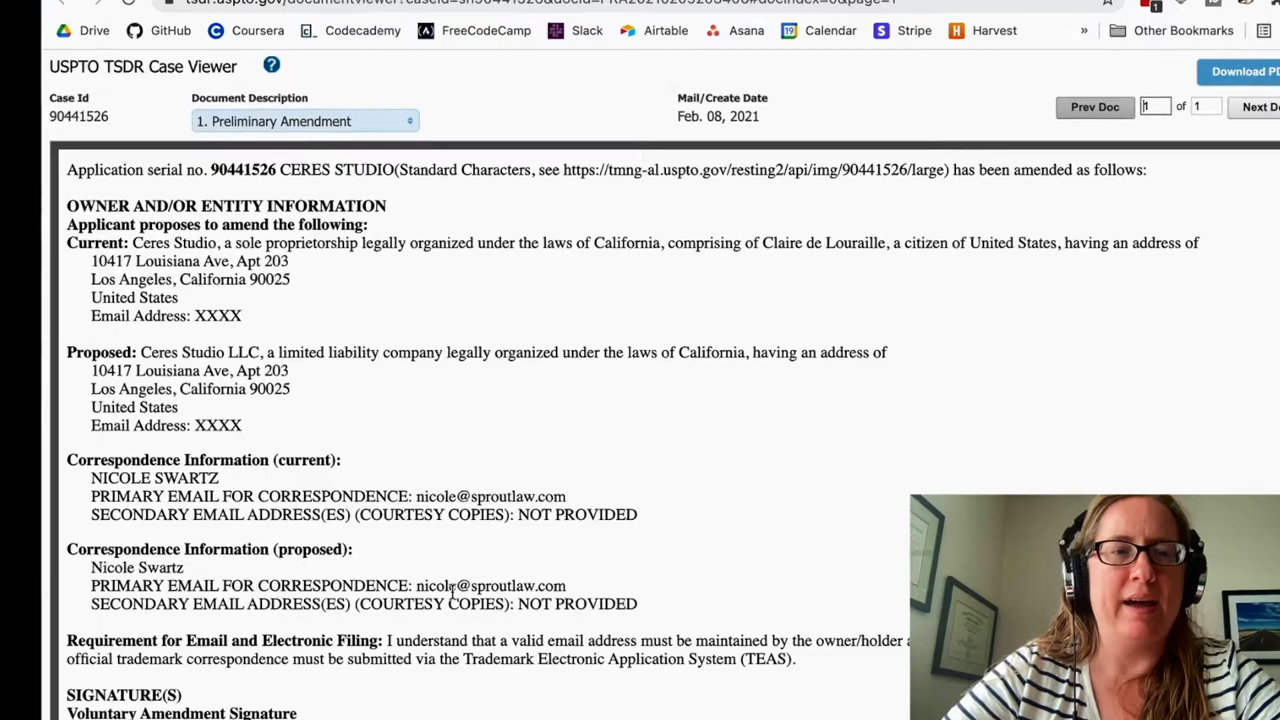 Drive GitHub Coursera Codecademy FreeCodeCamp Slack Airtable Asana Calendar Stripe Harvest » Other Bookmarks
USPTO TSDR Case Viewer ?
Download PD
Case Id Document Description Mail/Create Date
90441526 1. Preliminary Amendment Feb. 08, 2021
Prev Doc 1 of 1 Next Do
Application serial no. 90441526 CERES STUDIO(Standard Characters, see https://tmng-al.uspto.gov/resting2/api/img/90441526/large) has been amended as follows:
OWNER AND/OR ENTITY INFORMATION
Applicant proposes to amend the following:
Current: Ceres Studio, a sole proprietorship legally organized under the laws of California, comprising of Claire de Louraille, a citizen of United States, having an address of
10417 Louisiana Ave, Apt 203
Los Angeles, California 90025
United States
Email Address: XXXX
Proposed: Ceres Studio LLC, a limited liability company legally organized under the laws of California, having an address of
10417 Louisiana Ave, Apt 203
Los Angeles, California 90025
United States
Email Address: XXXX
Correspondence Information (current):
NICOLE SWARTZ
PRIMARY EMAIL FOR CORRESPONDENCE: nicole@sproutlaw.com
SECONDARY EMAIL ADDRESS(ES) (COURTESY COPIES): NOT PROVIDED
Correspondence Information (proposed):
Nicole Swartz
PRIMARY EMAIL FOR CORRESPONDENCE: nicole@sproutlaw.com
SECONDARY EMAIL ADDRESS(ES) (COURTESY COPIES): NOT PROVIDED
Requirement for Email and Electronic Filing: I understand that a valid email address must be maintained by the owner/holder a
official trademark correspondence must be submitted via the Trademark Electronic Application System (TEAS).
SIGNATURE(S)
Voluntary Amendment Signature